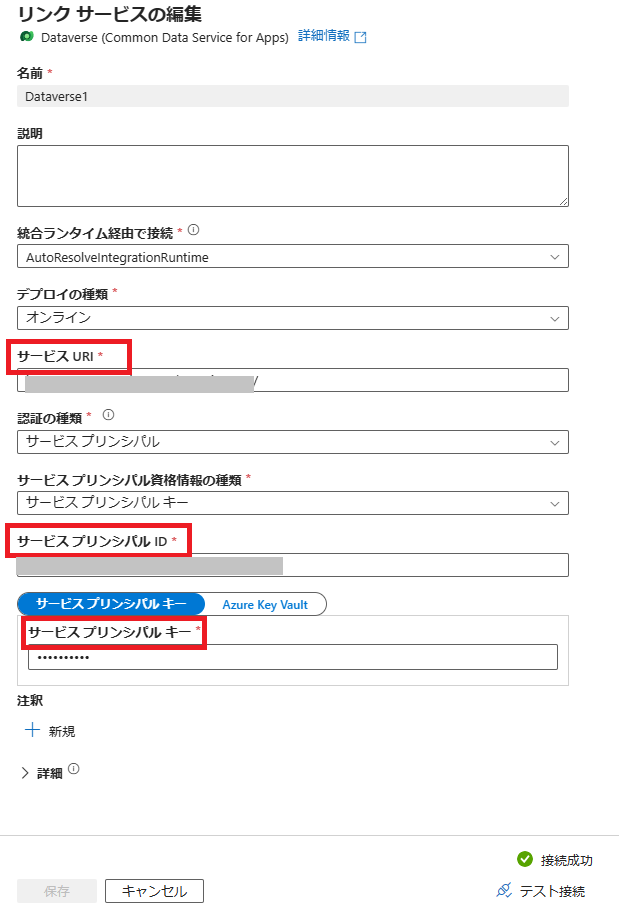 リンク サービスの編集
Dataverse (Common Data Service for Apps) 詳細情報
名前 *
Dataverse1
説明
統合ランタイム経由で接続 *
AutoResolveIntegrationRuntime
デプロイの種類 *
オンライン
サービス URI *
/
認証の種類 *
サービス プリンシパル
サービス プリンシパル資格情報の種類 *
サービス プリンシパル キー
サービス プリンシパル ID *
サービス プリンシパル キー Azure Key Vault
サービス プリンシパル キー *
••••••••••
注釈
新規
詳細
接続成功
保存 キャンセル テスト接続